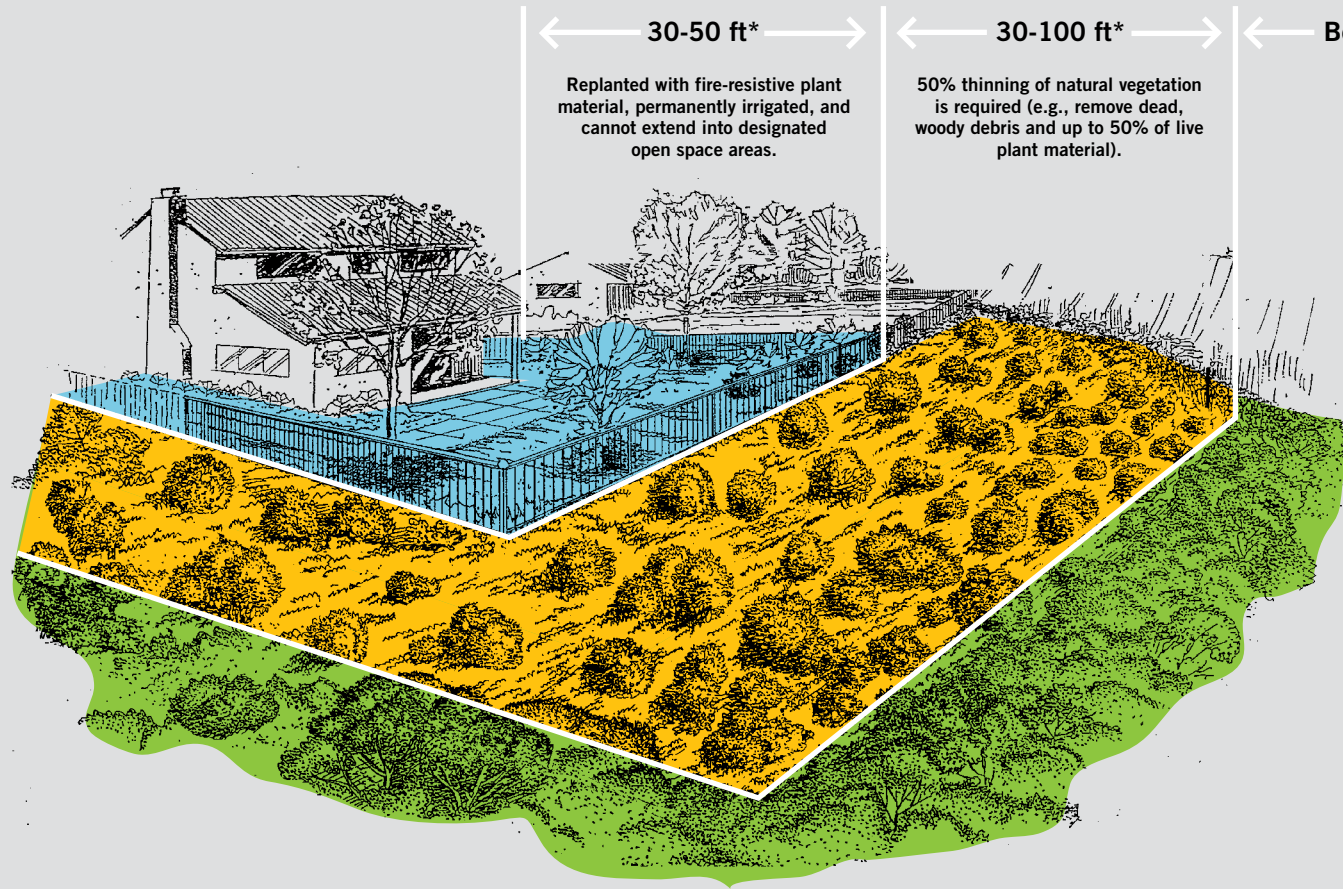 30-50 ft*
Replanted with fire-resistive plant
material, permanently irrigated, and
cannot extend into designated
open space areas.
30-100 ft*
50% thinning of natural vegetation
is required (e.g., remove dead,
woody debris and up to 50% of live
plant material).